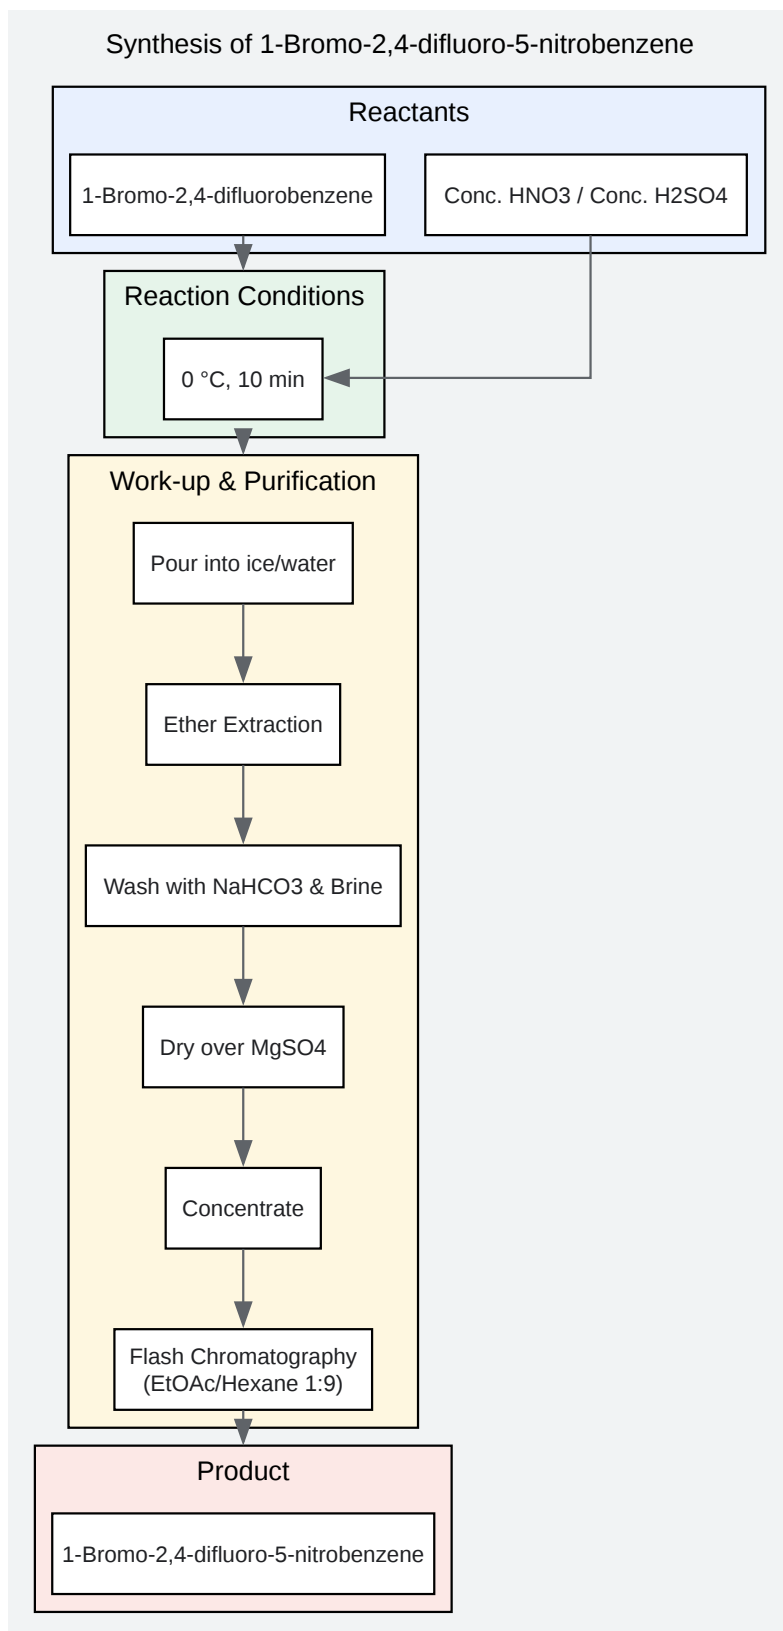 Synthesis of 1-Bromo-2,4-difluoro-5-nitrobenzene
Reactants
1-Bromo-2,4-difluorobenzene
Conc. HNO3 / Conc. H2SO4
Reaction Conditions
0 °C, 10 min
Work-up & Purification
Pour into ice/water
Ether Extraction
Wash with NaHCO3 & Brine
Dry over MgSO4
Concentrate
Flash Chromatography
(EtOAc/Hexane 1:9)
Product
1-Bromo-2,4-difluoro-5-nitrobenzene